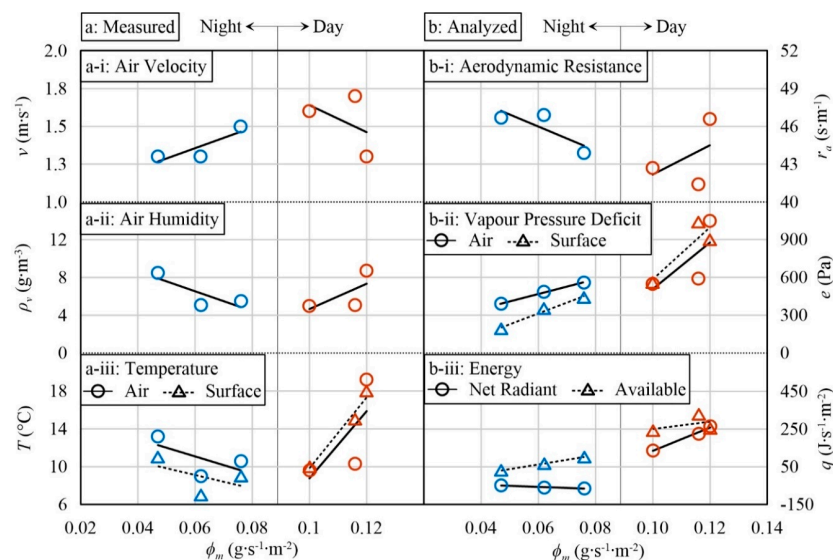 a: Measured
Night
Day
b: Analyzed
Night
Day
2.0
1.8
1.5
1.3
1.0
v (m·s⁻¹)
a-i: Air Velocity
b-i: Aerodynamic Resistance
52
49
46
43
40
rₐ (s·m⁻¹)
12
8
4
0
ρᵥ (g·m⁻³)
a-ii: Air Humidity
b-ii: Vapour Pressure Deficit
Air
Surface
900
600
300
0
e (Pa)
18
14
10
6
T (°C)
a-iii: Temperature
Air
Surface
b-iii: Energy
Net Radiant
Available
450
250
50
-150
q (J·s⁻¹·m⁻²)
0.02 0.04 0.06 0.08 0.1 0.12
0.04 0.06 0.08 0.10 0.12 0.14
ϕₘ (g·s⁻¹·m⁻²)
ϕₘ (g·s⁻¹·m⁻²)